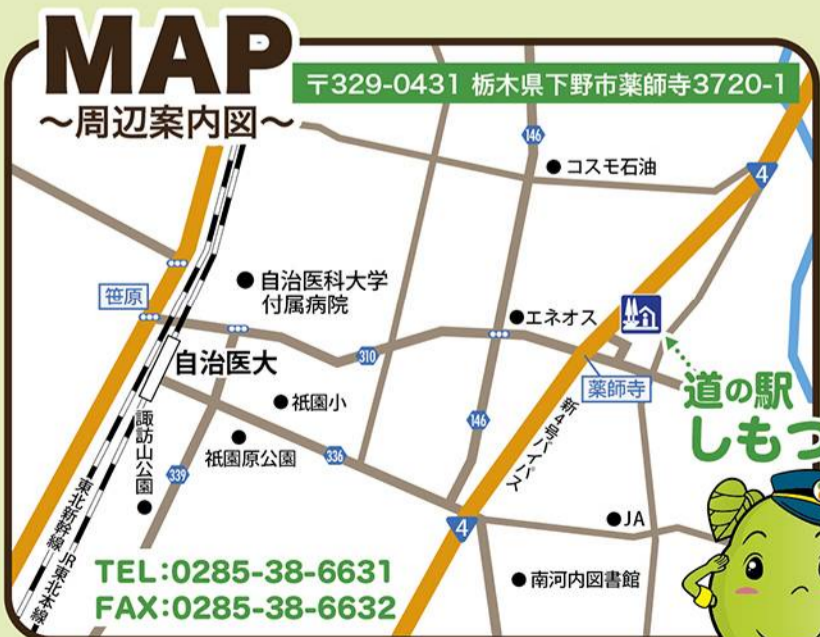 MAP
〜周辺案内図〜
〒329-0431 栃木県下野市薬師寺3720-1
146
コスモ石油
4
自治医科大学
付属病院
笹原
エネオス
自治医大
310
薬師寺
道の駅
しもつ
祇園小
146
新4号バイパス
祇園原公園
336
諏訪山公園
339
4
JA
東北新幹線
JR東北本線
南河内図書館
TEL:0285-38-6631
FAX:0285-38-6632